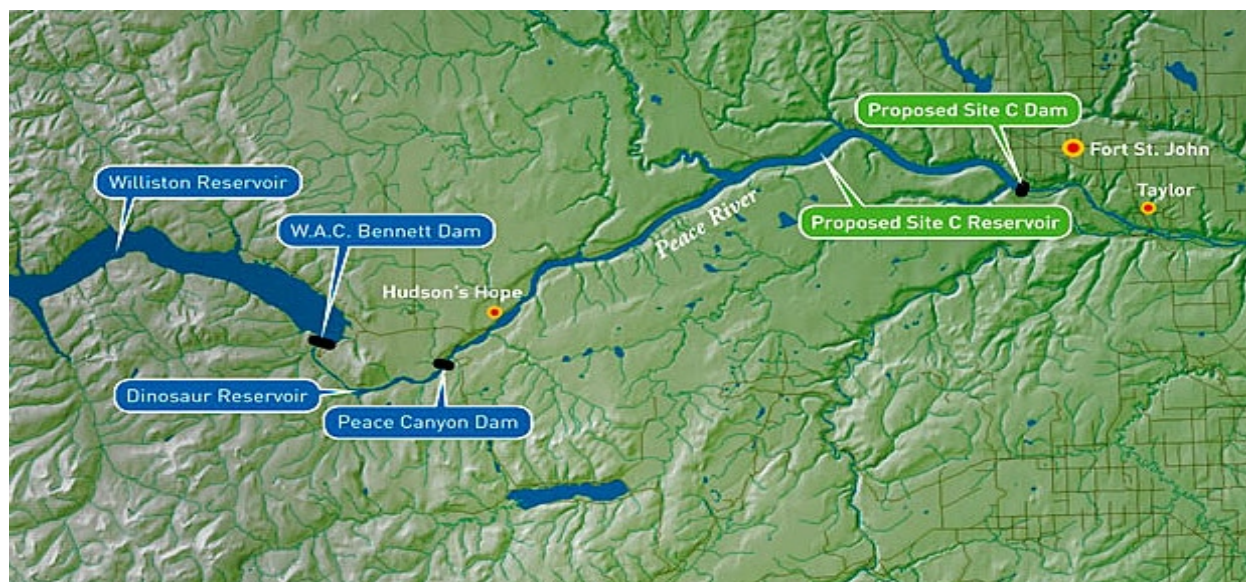 Proposed Site C Dam
Fort St. John
Williston Reservoir
Taylor
W.A.C. Bennett Dam
Peace River
Proposed Site C Reservoir
Hudson's Hope
Dinosaur Reservoir
Peace Canyon Dam